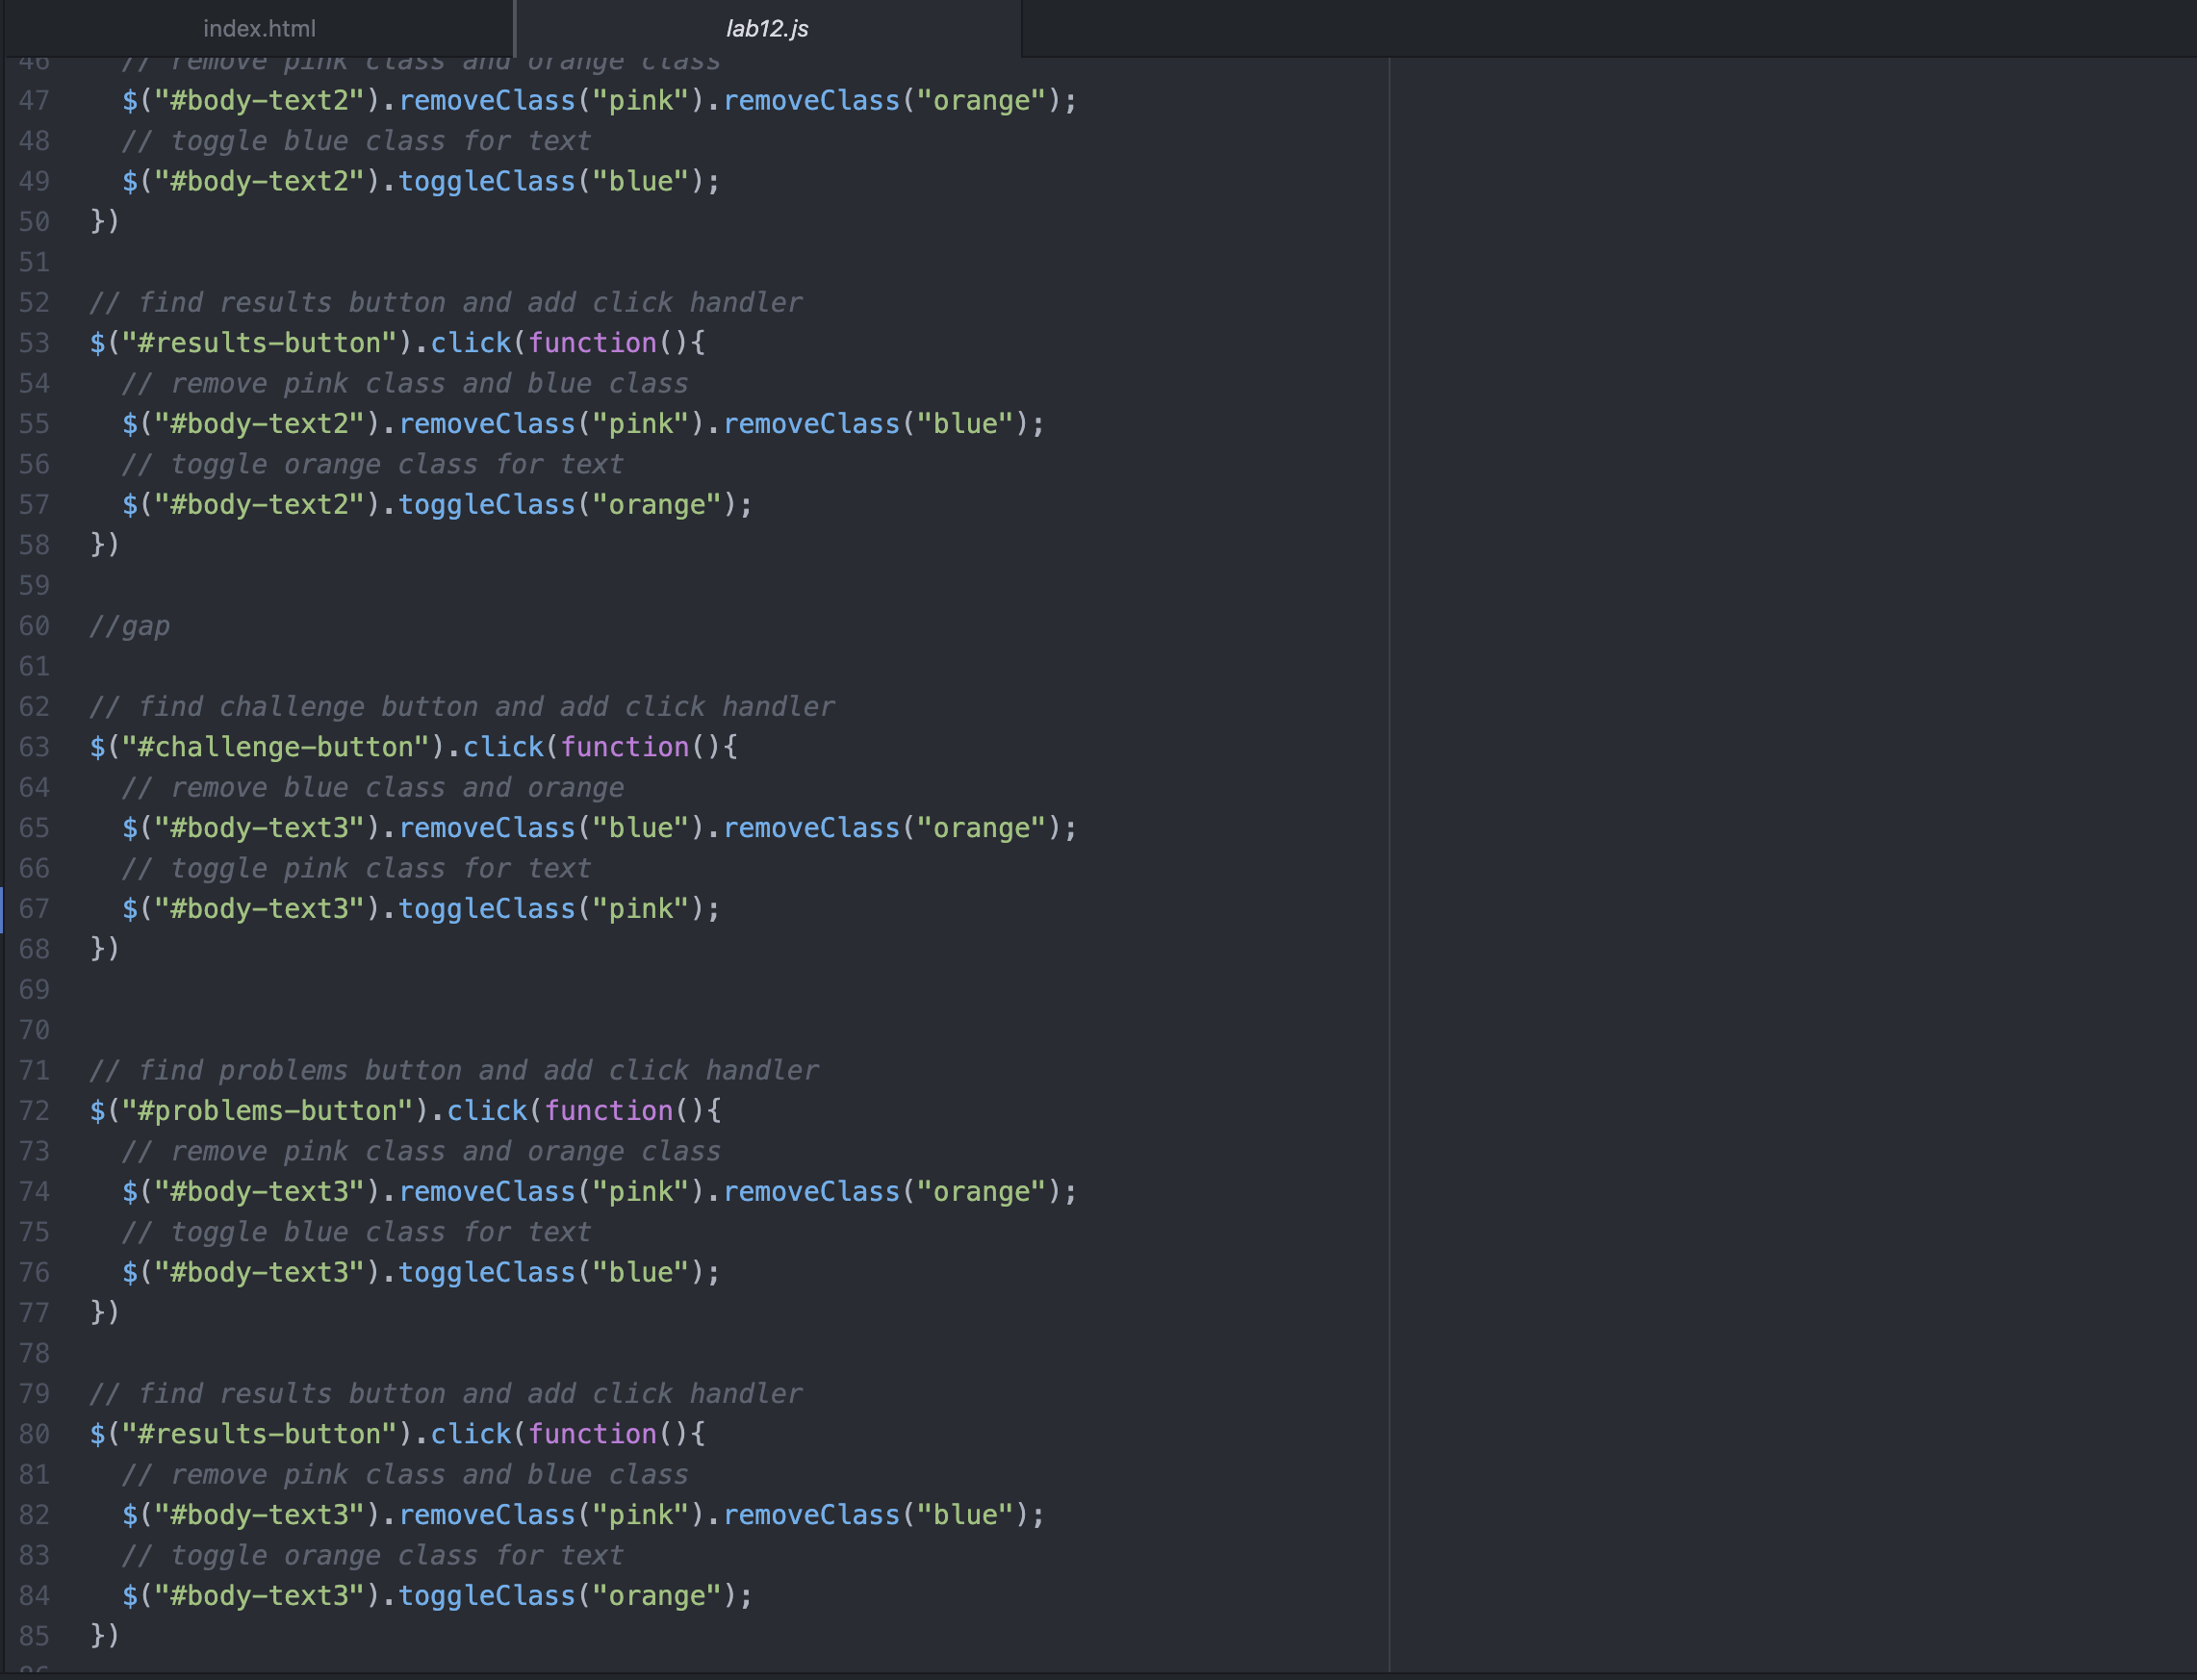 index.html
lab12.js
46 // remove pink class and orange class
47 $("#body-text2").removeClass("pink").removeClass("orange");
48 // toggle blue class for text
49 $("#body-text2").toggleClass("blue");
50 })
51
52 // find results button and add click handler
53 $("#results-button").click(function(){
54 // remove pink class and blue class
55 $("#body-text2").removeClass("pink").removeClass("blue");
56 // toggle orange class for text
57 $("#body-text2").toggleClass("orange");
58 })
59
60 //gap
61
62 // find challenge button and add click handler
63 $("#challenge-button").click(function(){
64 // remove blue class and orange
65 $("#body-text3").removeClass("blue").removeClass("orange");
66 // toggle pink class for text
67 $("#body-text3").toggleClass("pink");
68 })
69
70
71 // find problems button and add click handler
72 $("#problems-button").click(function(){
73 // remove pink class and orange class
74 $("#body-text3").removeClass("pink").removeClass("orange");
75 // toggle blue class for text
76 $("#body-text3").toggleClass("blue");
77 })
78
79 // find results button and add click handler
80 $("#results-button").click(function(){
81 // remove pink class and blue class
82 $("#body-text3").removeClass("pink").removeClass("blue");
83 // toggle orange class for text
84 $("#body-text3").toggleClass("orange");
85 })
86